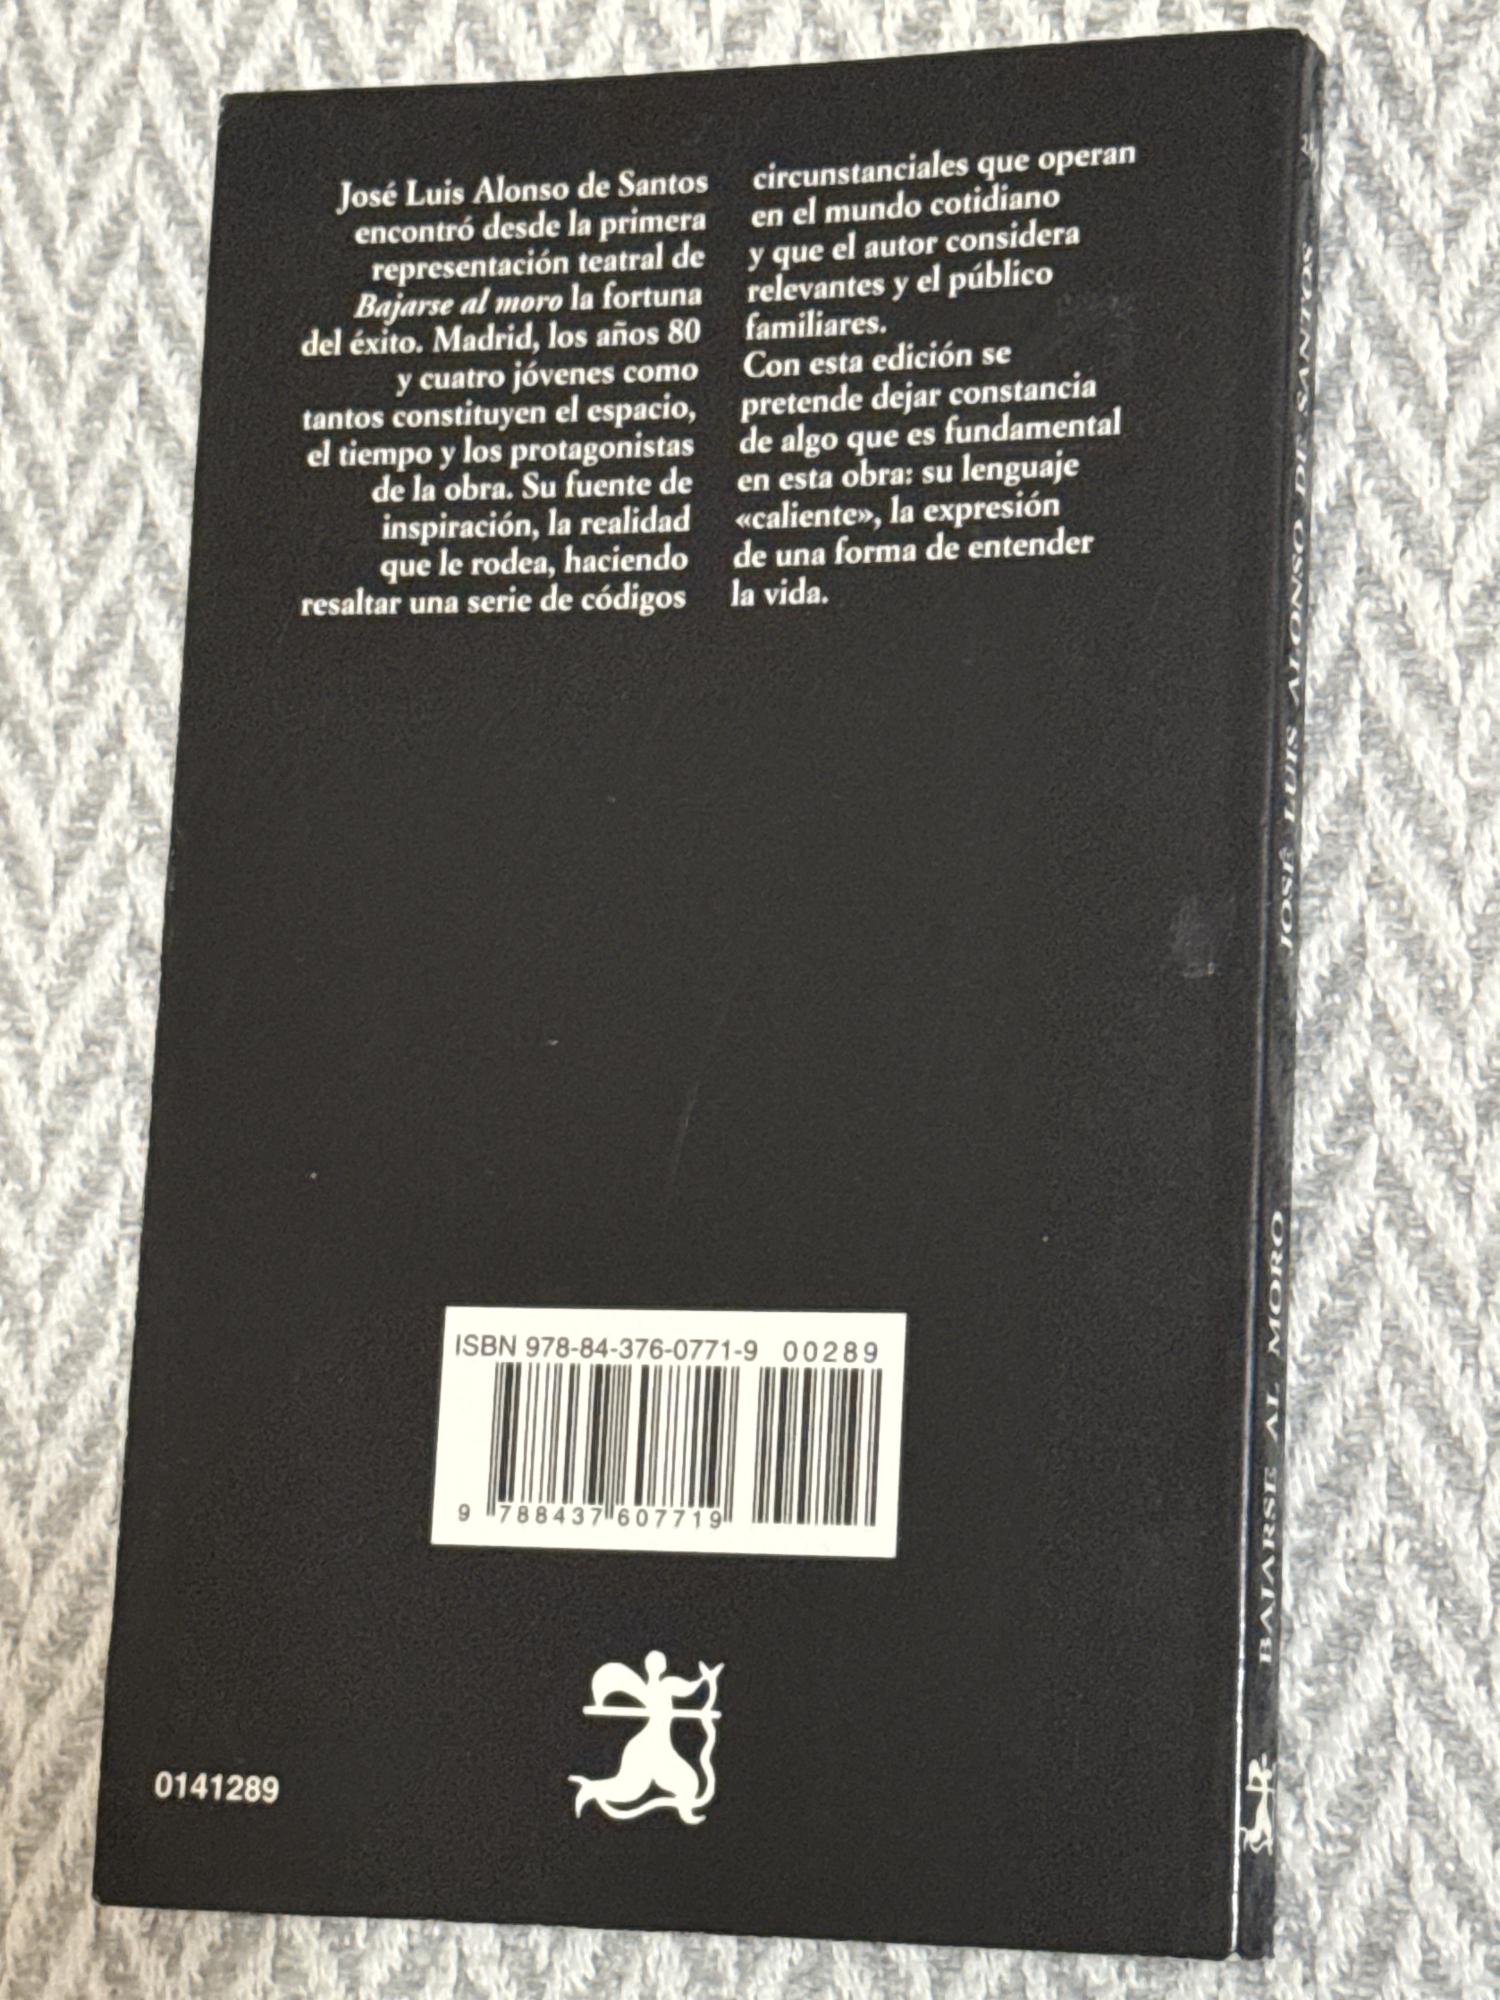 José Luis Alonso de Santos
encontró desde la primera
representación teatral de
Bajarse al moro la fortuna
del éxito. Madrid, los años 80
y cuatro jóvenes como
tantos constituyen el espacio,
el tiempo y los protagonistas
de la obra. Su fuente de
inspiración, la realidad
que le rodea, haciendo
resaltar una serie de códigos
circunstanciales que operan
en el mundo cotidiano
y que el autor considera
relevantes y el público
familiares.
Con esta edición se
pretende dejar constancia
de algo que es fundamental
en esta obra: su lenguaje
«caliente», la expresión
de una forma de entender
la vida.
ISBN 978-84-376-0771-9 00289
9 788437 607719
0141289
BAJARSE AL MORO JOSÉ LUIS ALONSO DE SANTOS